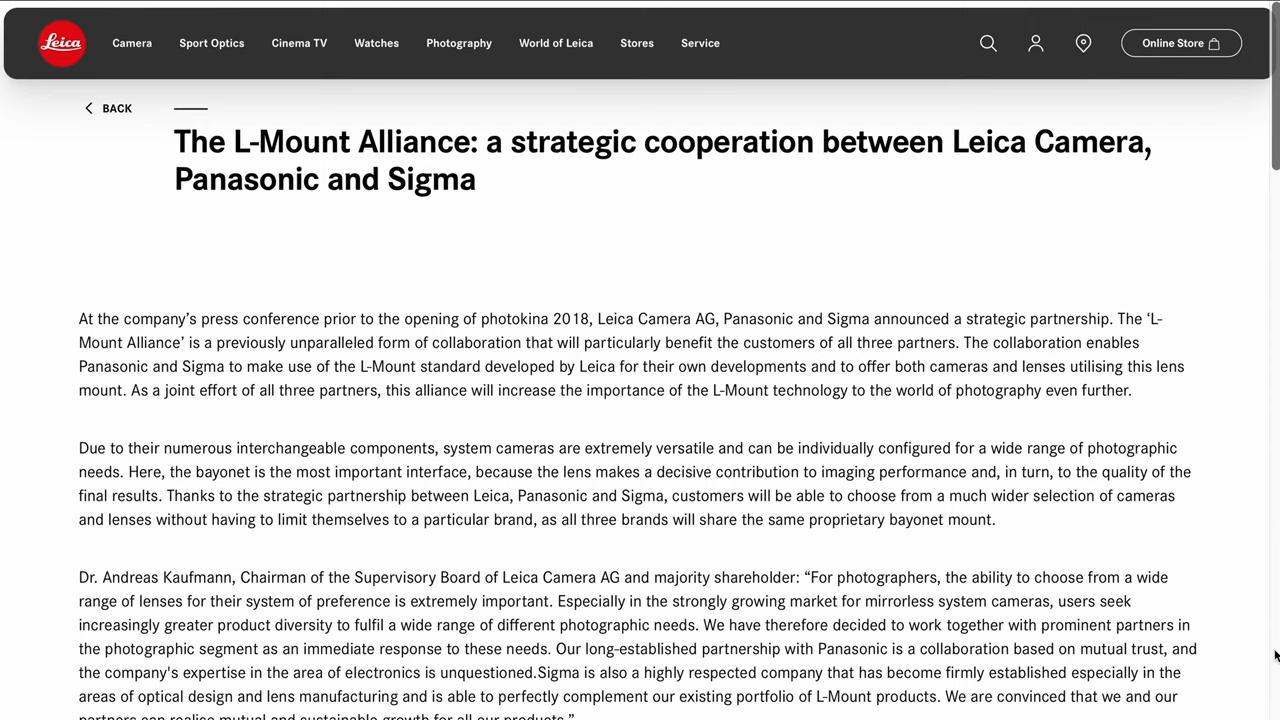 Leica
Camera
Sport Optics
Cinema TV
Watches
Photography
World of Leica
Stores
Service
Online Store
BACK
The L-Mount Alliance: a strategic cooperation between Leica Camera,
Panasonic and Sigma
At the company’s press conference prior to the opening of photokina 2018, Leica Camera AG, Panasonic and Sigma announced a strategic partnership. The ‘L-
Mount Alliance’ is a previously unparalleled form of collaboration that will particularly benefit the customers of all three partners. The collaboration enables
Panasonic and Sigma to make use of the L-Mount standard developed by Leica for their own developments and to offer both cameras and lenses utilising this lens
mount. As a joint effort of all three partners, this alliance will increase the importance of the L-Mount technology to the world of photography even further.
Due to their numerous interchangeable components, system cameras are extremely versatile and can be individually configured for a wide range of photographic
needs. Here, the bayonet is the most important interface, because the lens makes a decisive contribution to imaging performance and, in turn, to the quality of the
final results. Thanks to the strategic partnership between Leica, Panasonic and Sigma, customers will be able to choose from a much wider selection of cameras
and lenses without having to limit themselves to a particular brand, as all three brands will share the same proprietary bayonet mount.
Dr. Andreas Kaufmann, Chairman of the Supervisory Board of Leica Camera AG and majority shareholder: “For photographers, the ability to choose from a wide
range of lenses for their system of preference is extremely important. Especially in the strongly growing market for mirrorless system cameras, users seek
increasingly greater product diversity to fulfil a wide range of different photographic needs. We have therefore decided to work together with prominent partners in
the photographic segment as an immediate response to these needs. Our long-established partnership with Panasonic is a collaboration based on mutual trust, and
the company's expertise in the area of electronics is unquestioned.Sigma is also a highly respected company that has become firmly established especially in the
areas of optical design and lens manufacturing and is able to perfectly complement our existing portfolio of L-Mount products. We are convinced that we and our
partners can realise mutual and sustainable growth for all our products.”